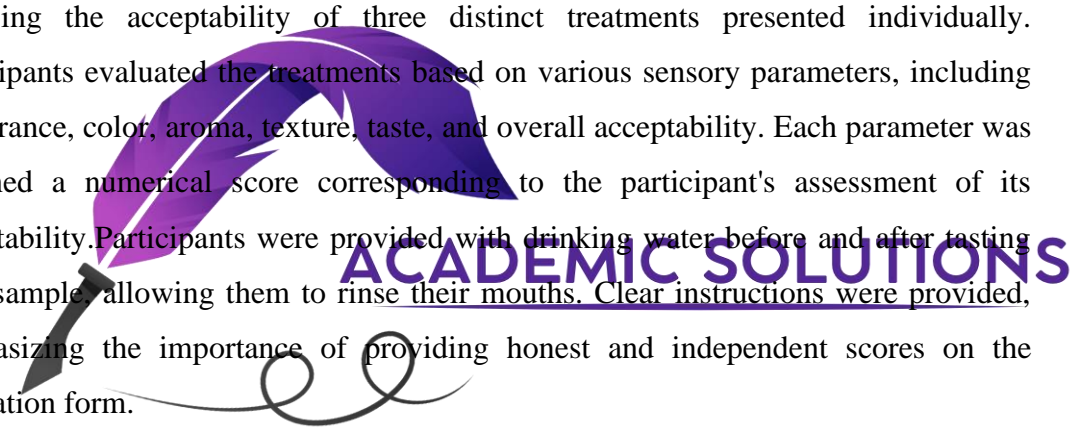 ing the acceptability of three distinct treatments presented individually.
ipants evaluated the treatments based on various sensory parameters, including
rance, color, aroma, texture, taste, and overall acceptability. Each parameter was
ned a numerical score corresponding to the participant's assessment of its
tability.Participants were provided with drinking water before and after tasting
ACADEMIC SOLUTIONS
sample, allowing them to rinse their mouths. Clear instructions were provided,
asizing the importance of providing honest and independent scores on the
ation form.